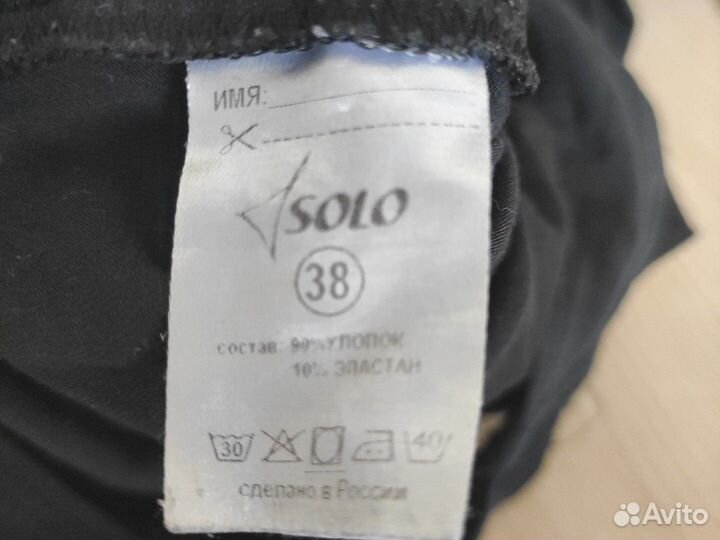 ИМЯ:
SOLO
38
состав: 90% ХЛОПОК
10% ЭЛАСТАН
30 40
сделано в России
Avito